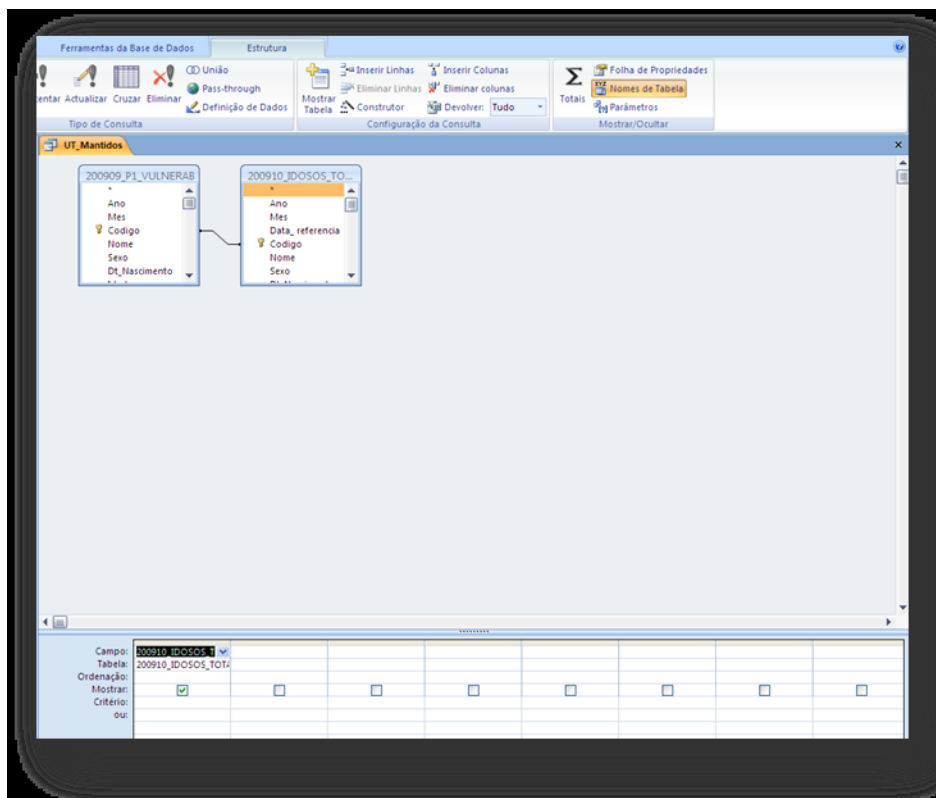 Ferramentas da Base de Dados Estrutura
União Inserir Linhas Inserir Colunas Folha de Propriedades
Pass-through Eliminar Linhas Eliminar colunas Nomes de Tabela
entar Actualizar Cruzar Eliminar Definição de Dados Mostrar Tabela Construtor Devolver: Tudo Totais Parâmetros
Tipo de Consulta Configuração da Consulta Mostrar/Ocultar
UT_Mantidos
200909_P1_VULNERAB
*
Ano
Mes
Codigo
Nome
Sexo
Dt_Nascimento
200910_IDOSOS_TO...
*
Ano
Mes
Data_ referencia
Codigo
Nome
Sexo
Campo: 200910_IDOSOS_T
Tabela: 200910_IDOSOS_TOTA
Ordenação:
Mostrar:
Critério:
ou: